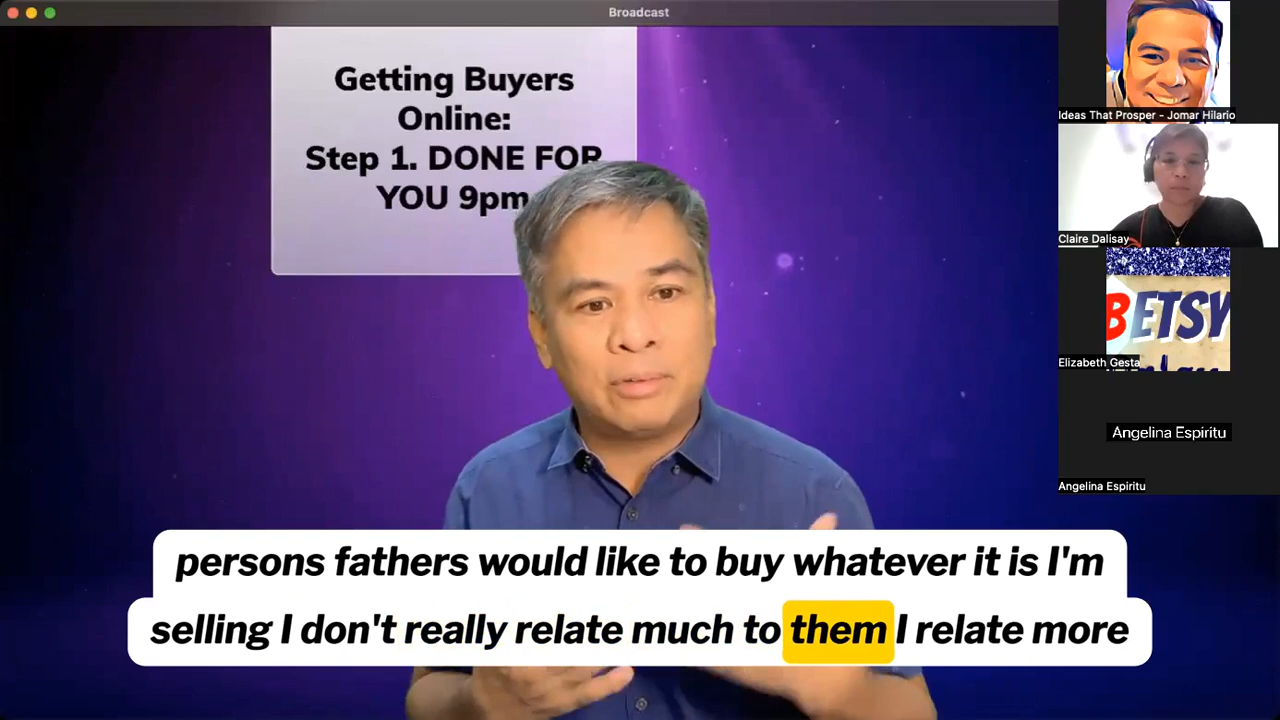 Broadcast
Getting Buyers
Online:
Step 1. DONE FOR
YOU 9pm
Ideas That Prosper - Jomar Hilario
Claire Dalisay
BETSY
Elizabeth Gesta
Angelina Espiritu
Angelina Espiritu
persons fathers would like to buy whatever it is I'm
selling I don't really relate much to them I relate more